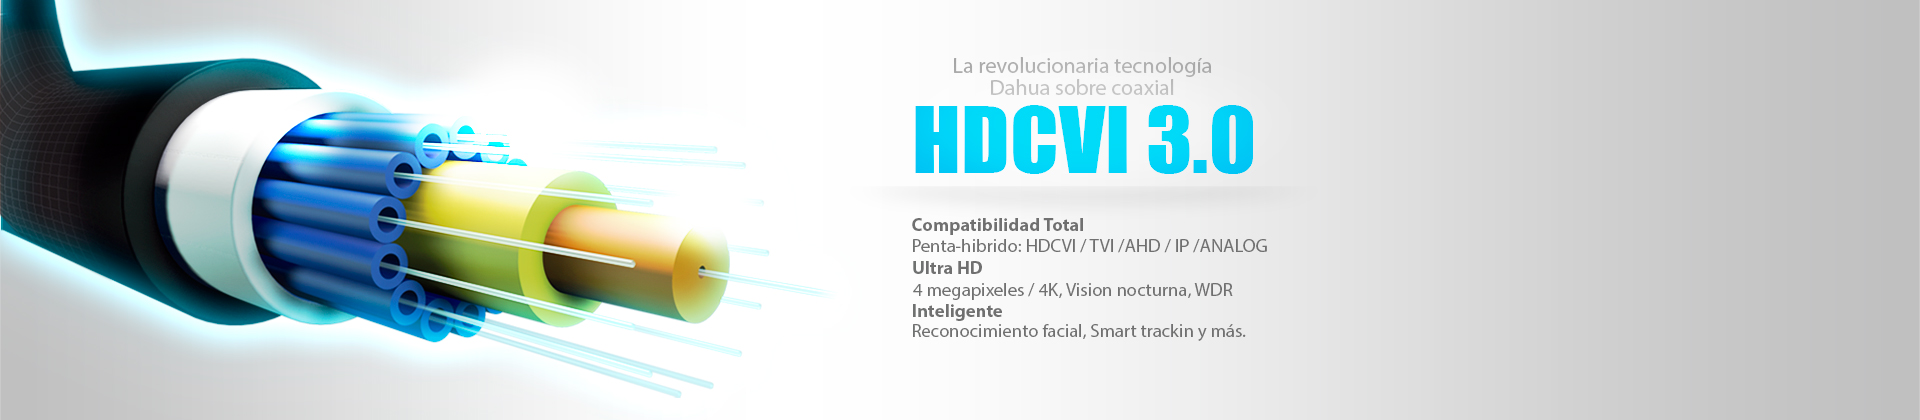 La revolucionaria tecnología
Dahua sobre coaxial
HDCVI 3.0
Compatibilidad Total
Penta-hibrido: HDCVI / TVI /AHD / IP /ANALOG
Ultra HD
4 megapixeles / 4K, Vision nocturna, WDR
Inteligente
Reconocimiento facial, Smart trackin y más.